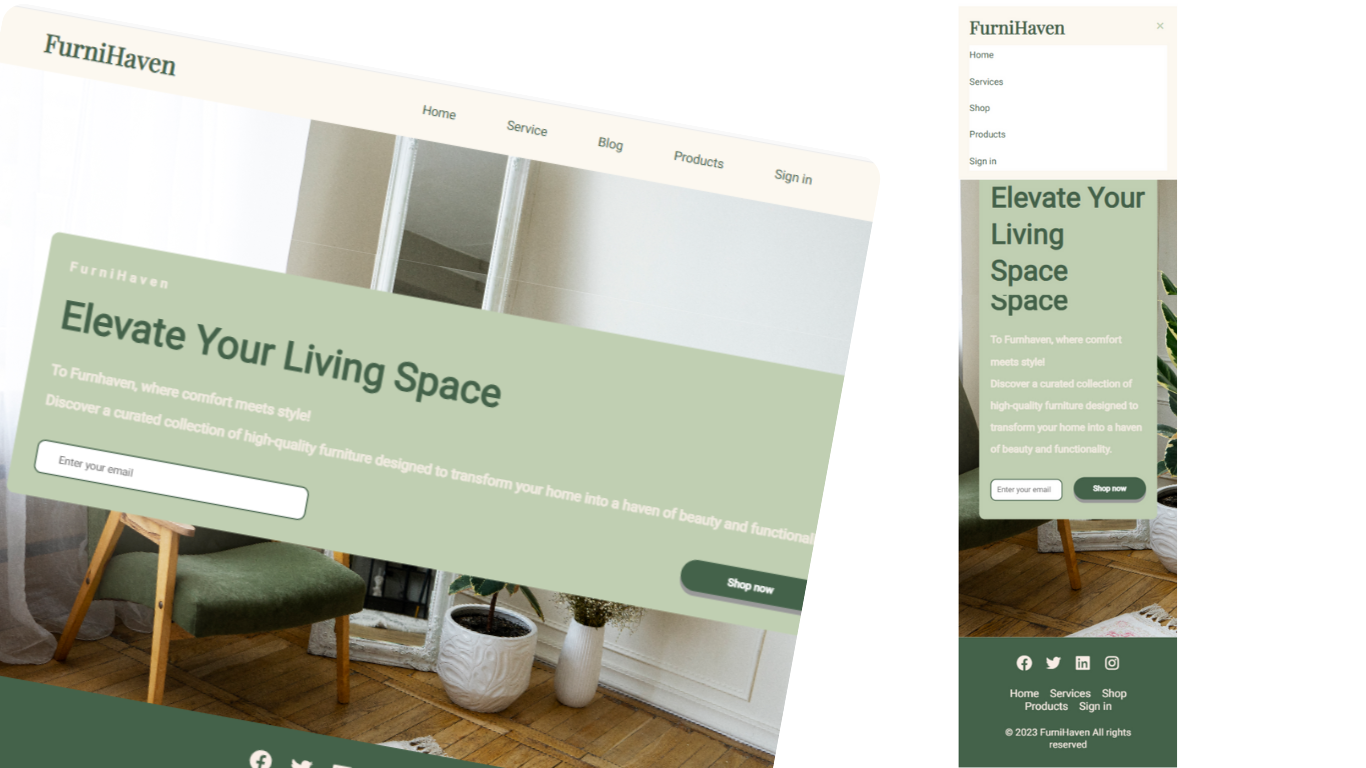 FurniHaven
Home Service Blog Products Sign in
FurniHaven
Elevate Your Living Space
To Furnhaven, where comfort meets style!
Discover a curated collection of high-quality furniture designed to transform your home into a haven of beauty and functional
Enter your email
Shop now
FurniHaven ×
Home
Services
Shop
Products
Sign in
Elevate Your
Living
Space
Space
To Furnhaven, where comfort
meets style!
Discover a curated collection of
high-quality furniture designed to
transform your home into a haven
of beauty and functionality.
Enter your email Shop now
Home Services Shop
Products Sign in
© 2023 FurniHaven All rights
reserved